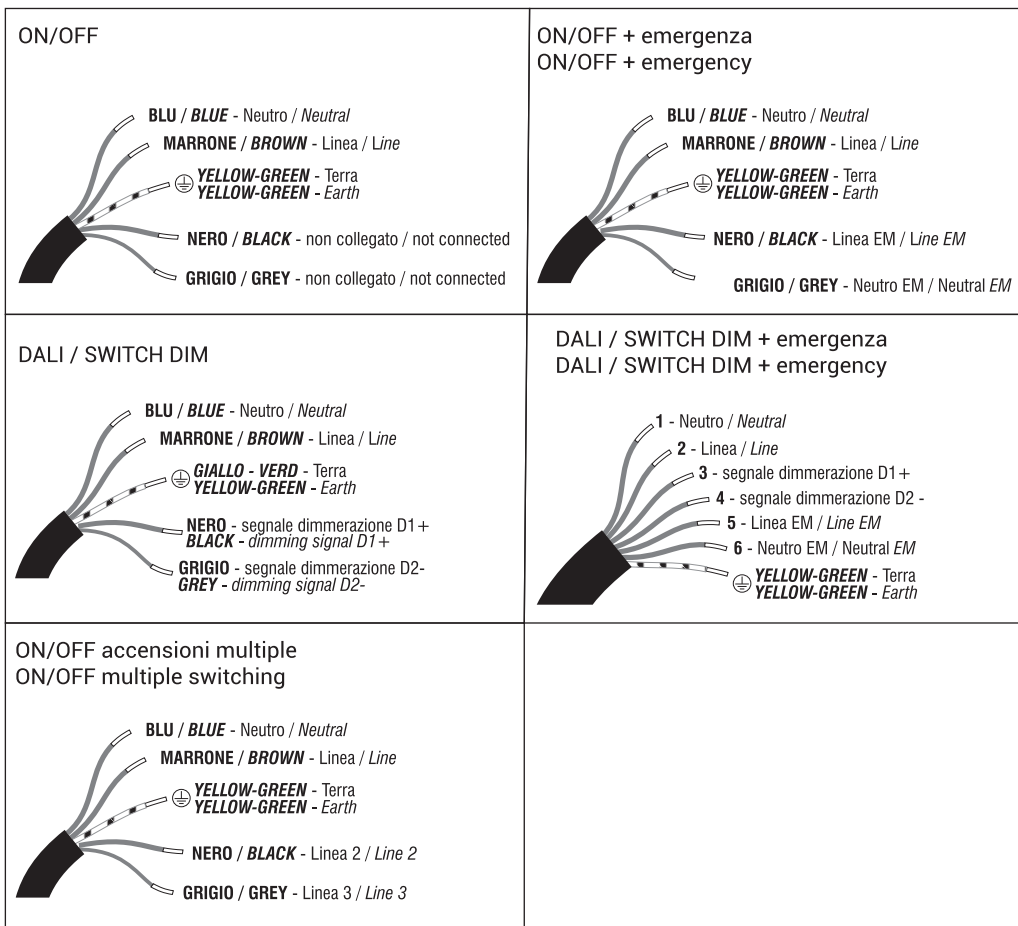 ON/OFF
BLU / BLUE - Neutro / Neutral
MARRONE / BROWN - Linea / Line
YELLOW-GREEN - Terra
YELLOW-GREEN - Earth
NERO / BLACK - non collegato / not connected
GRIGIO / GREY - non collegato / not connected
ON/OFF + emergenza
ON/OFF + emergency
BLU / BLUE - Neutro / Neutral
MARRONE / BROWN - Linea / Line
YELLOW-GREEN - Terra
YELLOW-GREEN - Earth
NERO / BLACK - Linea EM / Line EM
GRIGIO / GREY - Neutro EM / Neutral EM
DALI / SWITCH DIM
BLU / BLUE - Neutro / Neutral
MARRONE / BROWN - Linea / Line
GIALLO - VERD - Terra
YELLOW-GREEN - Earth
NERO - segnale dimmerazione D1+
BLACK - dimming signal D1+
GRIGIO - segnale dimmerazione D2-
GREY - dimming signal D2-
DALI / SWITCH DIM + emergenza
DALI / SWITCH DIM + emergency
1 - Neutro / Neutral
2 - Linea / Line
3 - segnale dimmerazione D1+
4 - segnale dimmerazione D2 -
5 - Linea EM / Line EM
6 - Neutro EM / Neutral EM
YELLOW-GREEN - Terra
YELLOW-GREEN - Earth
ON/OFF accensioni multiple
ON/OFF multiple switching
BLU / BLUE - Neutro / Neutral
MARRONE / BROWN - Linea / Line
YELLOW-GREEN - Terra
YELLOW-GREEN - Earth
NERO / BLACK - Linea 2 / Line 2
GRIGIO / GREY - Linea 3 / Line 3